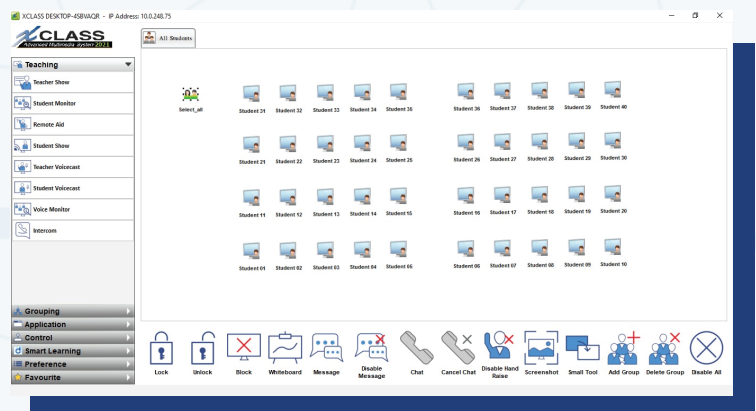 XCLASS DESKTOP-4SBVAQR - IP Address: 10.0.248.75
XCLASS
Advanced Multimedia System 2021
All Students
Teaching
Teacher Show
Student Monitor
Remote Aid
Student Show
Teacher Voicecast
Student Voicecast
Voice Monitor
Intercom
Grouping
Application
Control
Smart Learning
Preference
Favourite
Select_all
Student 31 Student 32 Student 33 Student 34 Student 35 Student 36 Student 37 Student 38 Student 39 Student 40
Student 21 Student 22 Student 23 Student 24 Student 25 Student 26 Student 27 Student 28 Student 29 Student 30
Student 11 Student 12 Student 13 Student 14 Student 15 Student 16 Student 17 Student 18 Student 19 Student 20
Student 01 Student 02 Student 03 Student 04 Student 05 Student 06 Student 07 Student 08 Student 09 Student 10
Lock
Unlock
Block
Whiteboard
Message
Disable
Message
Chat
Cancel Chat
Disable Hand
Raise
Screenshot
Small Tool
Add Group
Delete Group
Disable All